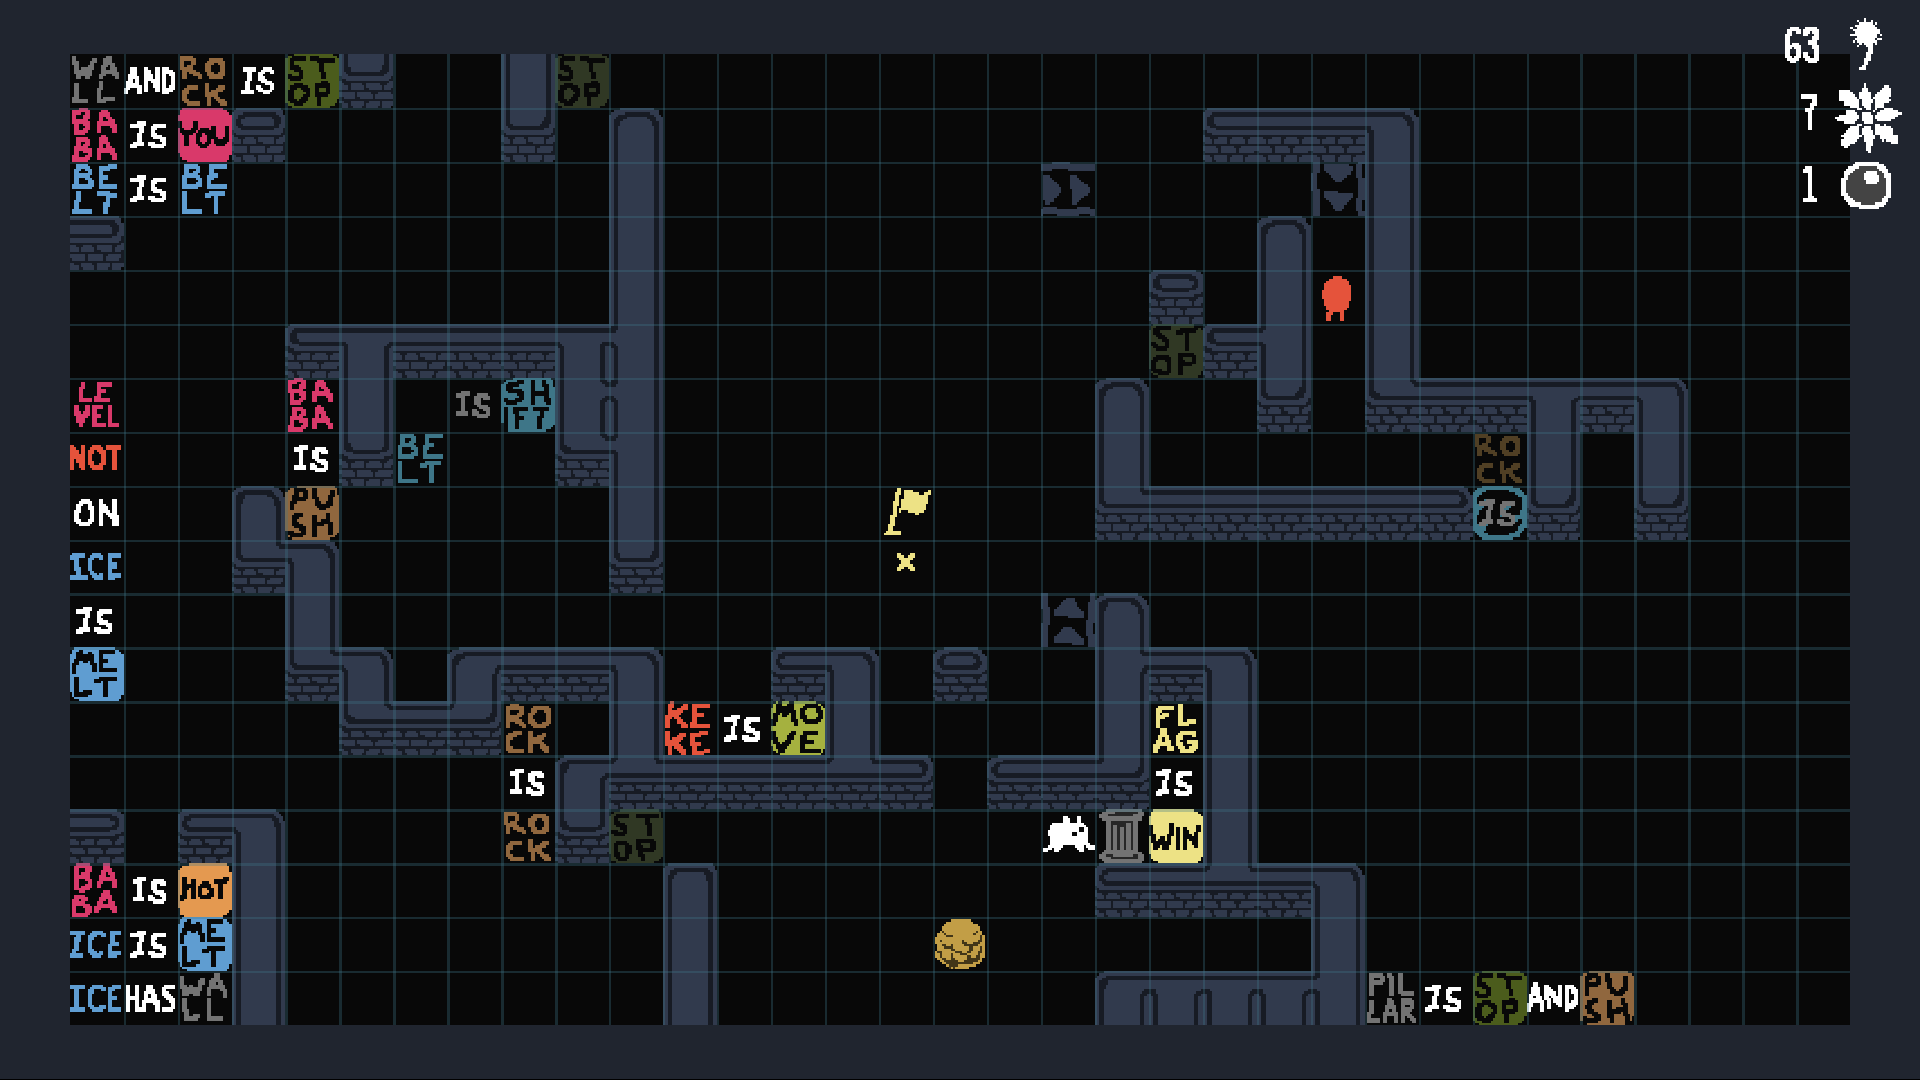 WALL AND ROCK IS STOP STOP
BABA IS YOU
BELT IS BELT
STOP
LEVEL BABA IS SHIFT
NOT IS BELT ROCK
ON PUSH IS
ICE
IS
MELT
ROCK KEKE IS MOVE FLAG
IS IS
ROCK STOP WIN
BABA IS HOT
ICE IS MELT
ICE HAS WALL PILLAR IS STOP AND PUSH
63
7
1